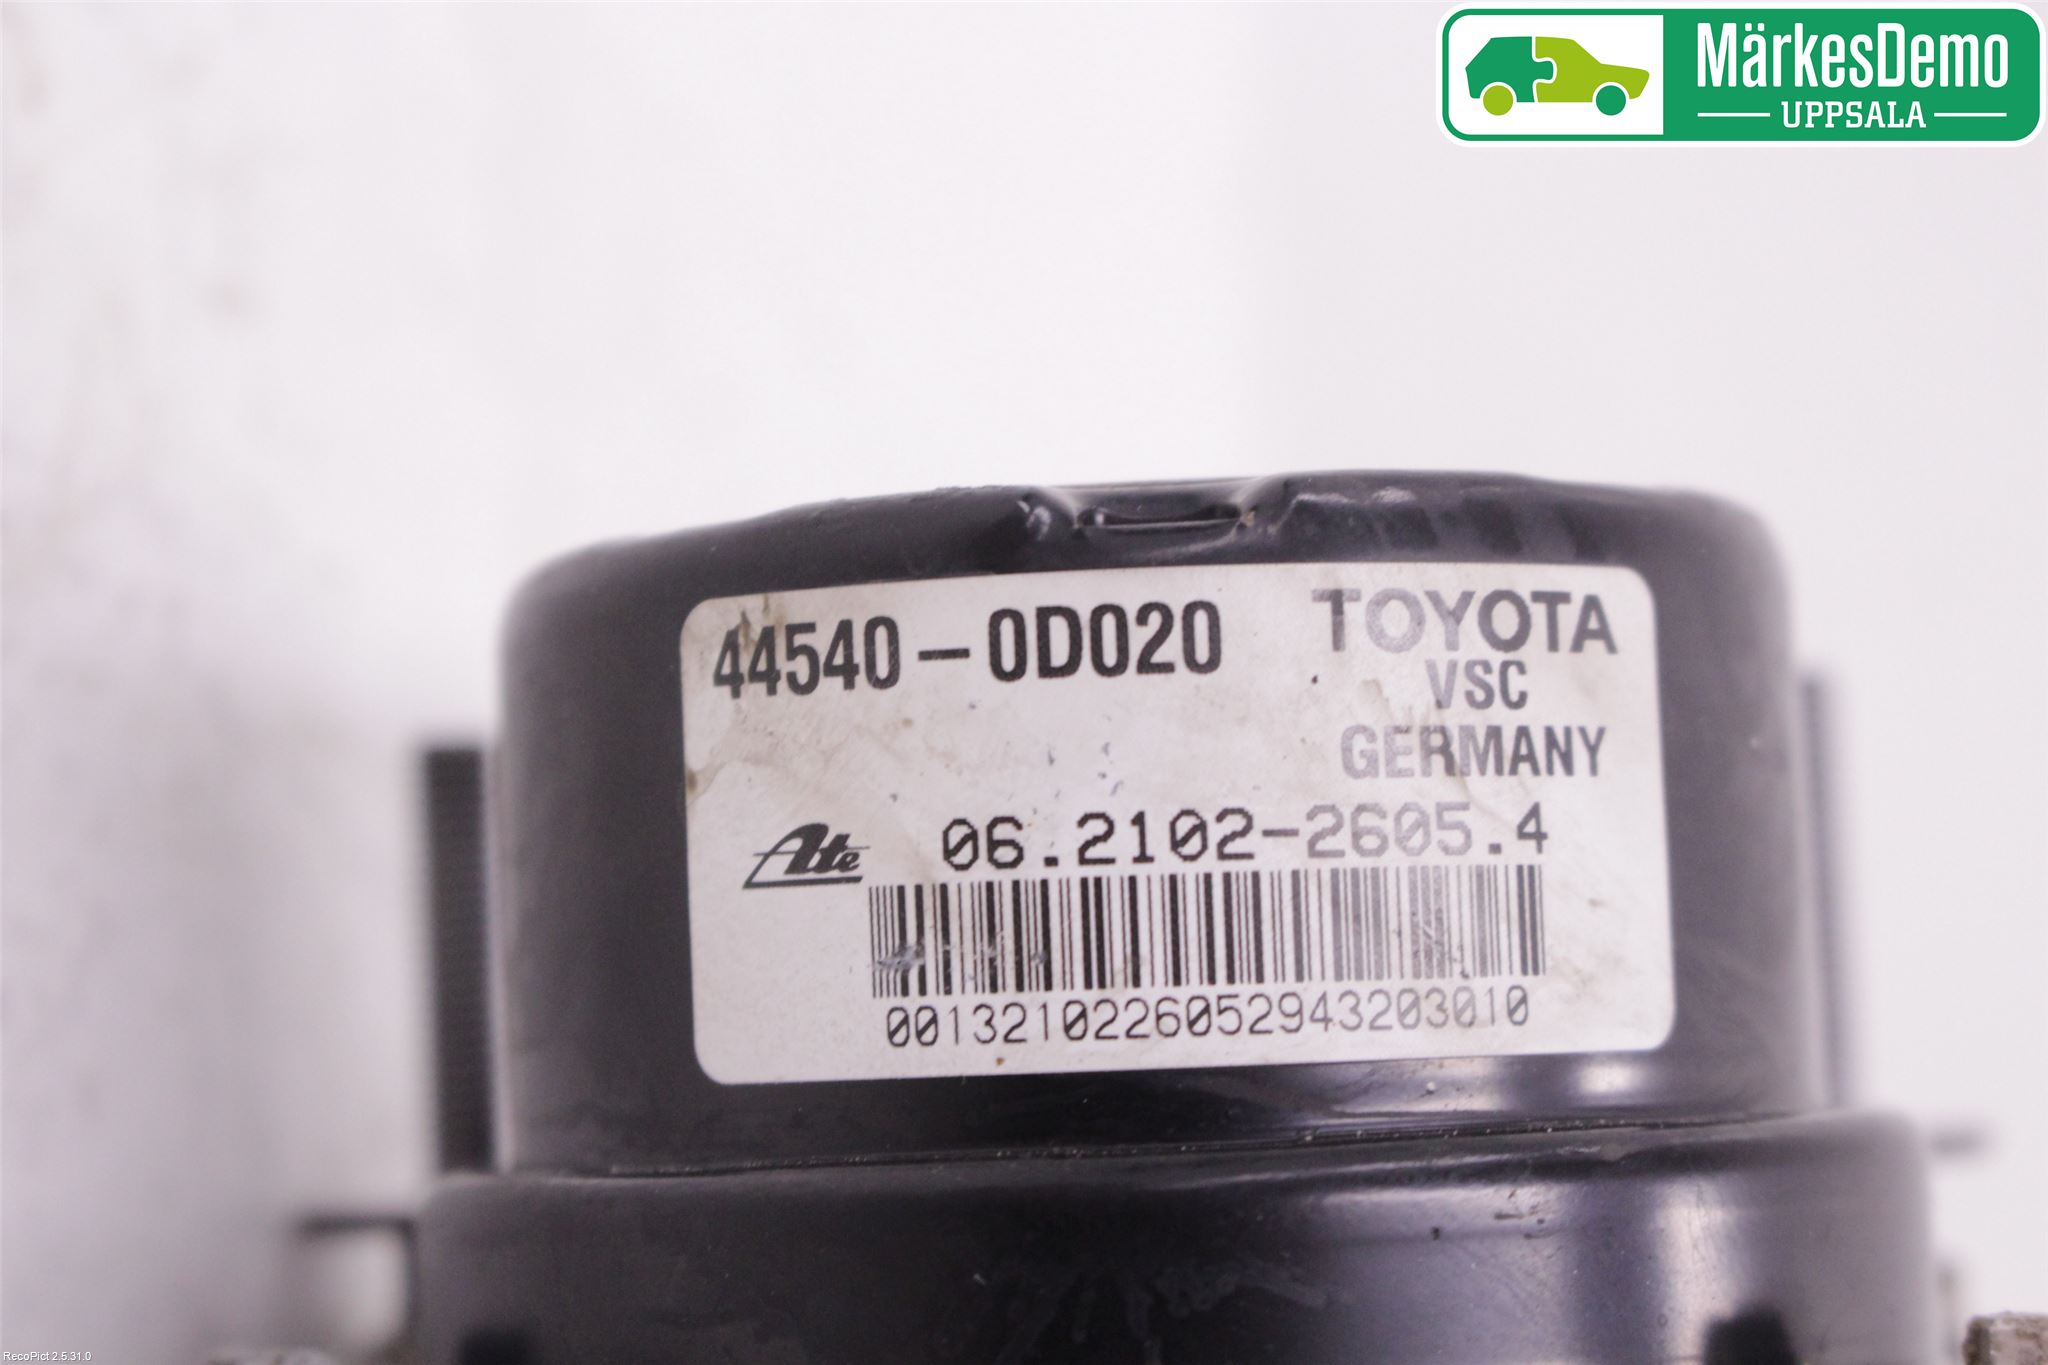 MärkesDemo
UPPSALA
44540-0D020
TOYOTA
VSC
GERMANY
Ate
06.2102-2605.4
0013210226052943203010
RecoPict 2.5.31.0